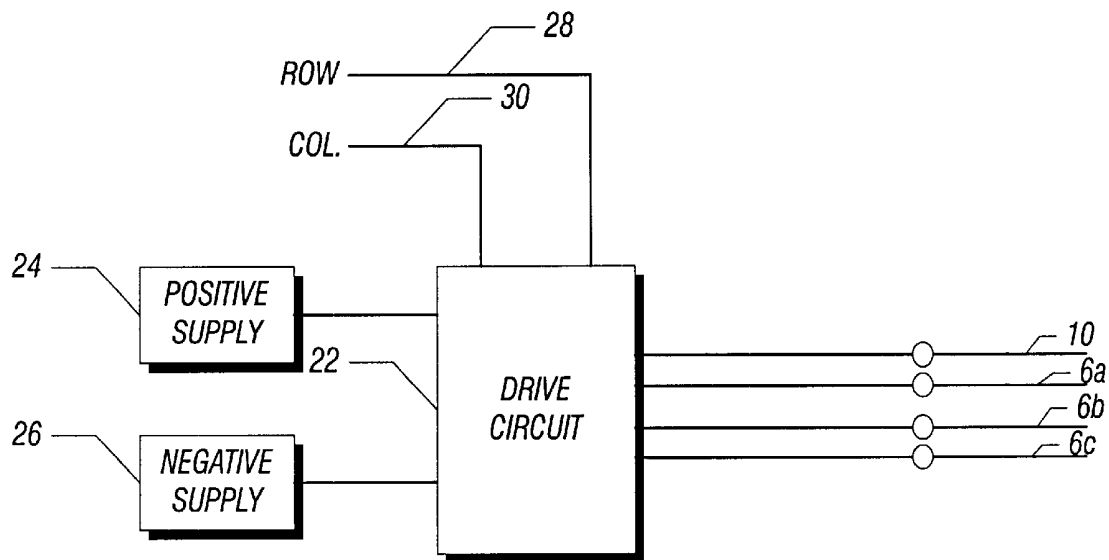 28
ROW
30
COL.
24
POSITIVE
SUPPLY
22
DRIVE
CIRCUIT
10
6a
6b
6c
26
NEGATIVE
SUPPLY